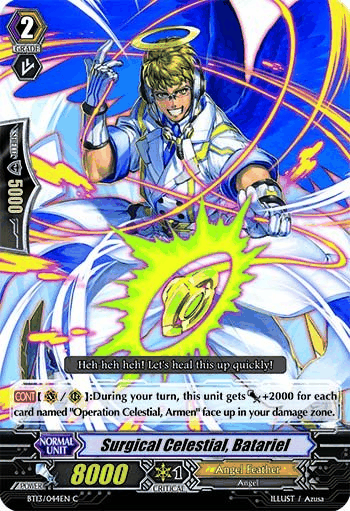 2
GRADE
SHIELD
5000
Heh heh heh! Let's heal this up quickly!
CONT [ / ]:During your turn, this unit gets +2000 for each
card named "Operation Celestial, Armen" face up in your damage zone.
NORMAL
UNIT
Surgical Celestial, Batariel
POWER
8000
1
CRITICAL
Angel Feather
Angel
BT13/044EN C
ILLUST / Azusa